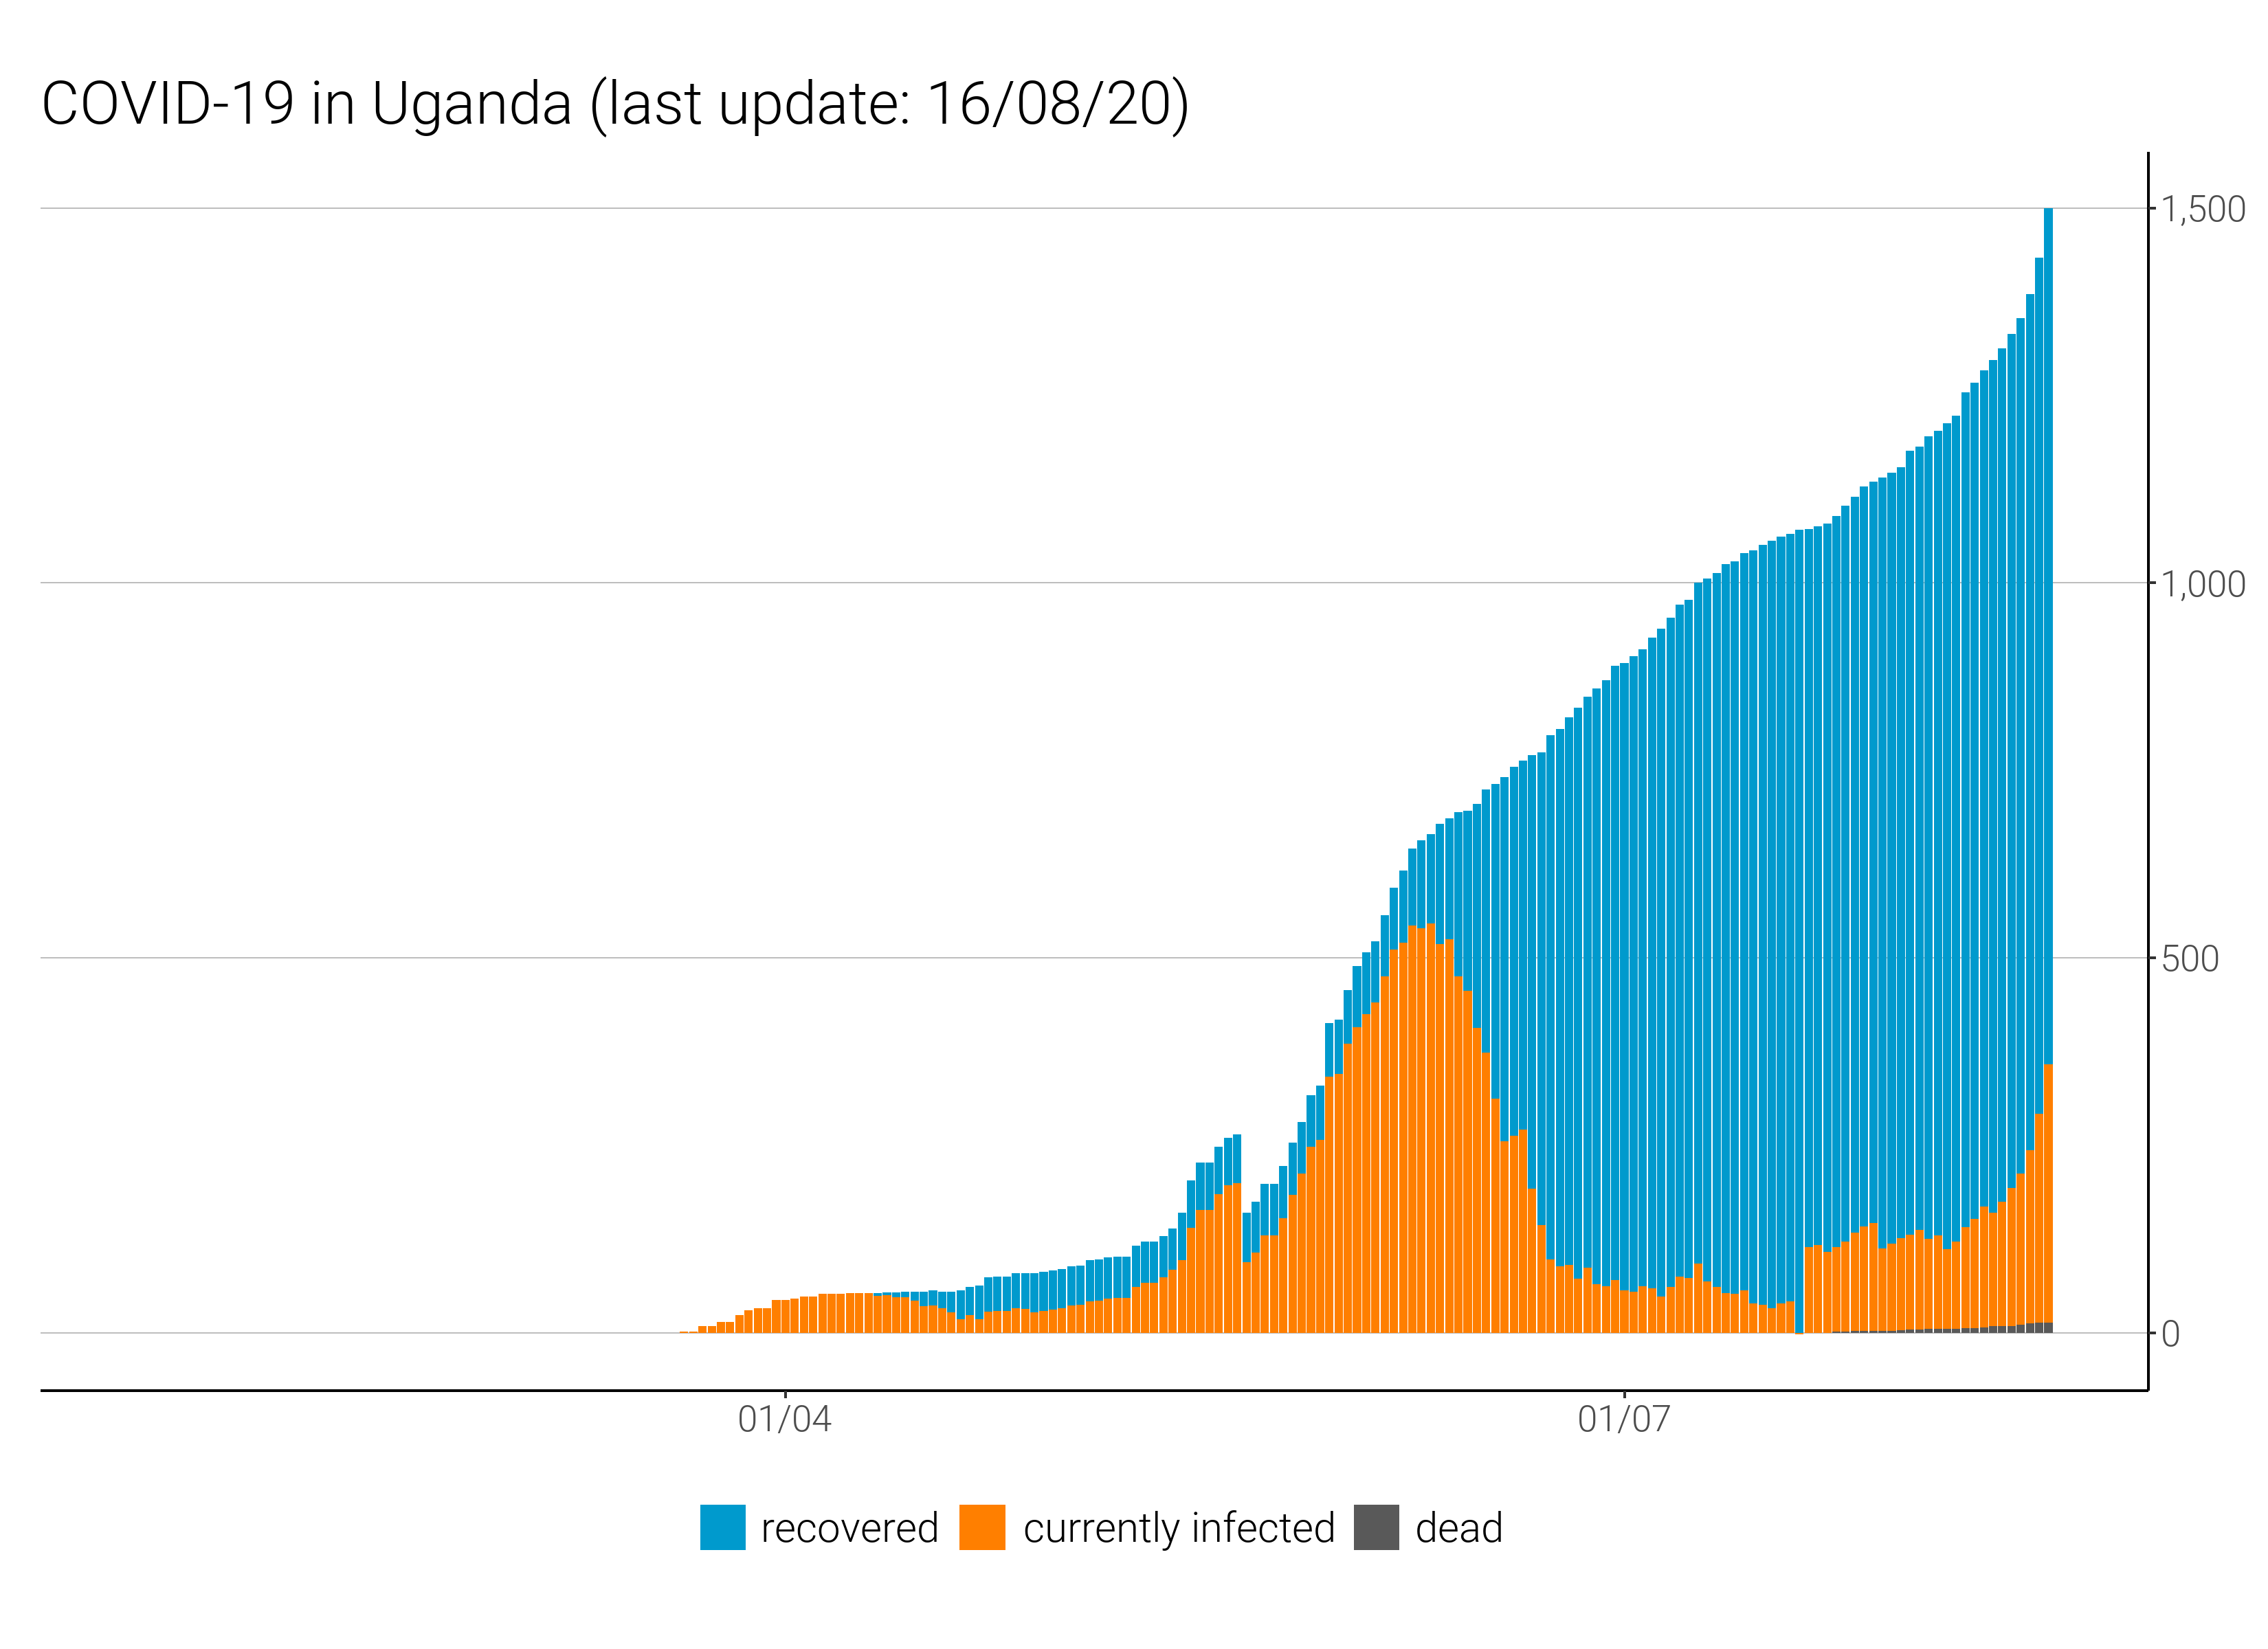 COVID-19 in Uganda (last update: 16/08/20)
1,500
1,000
500
0
01/04 01/07
recovered currently infected dead